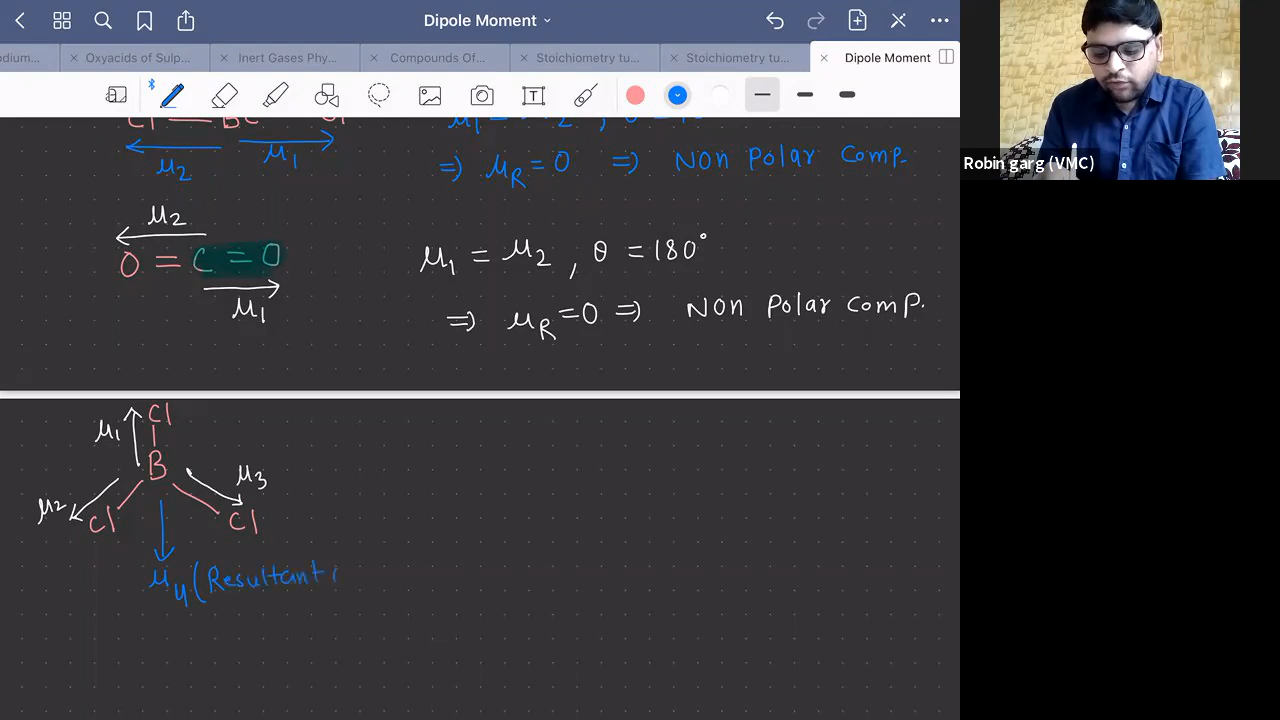 Dipole Moment
odium...
Oxyacids of Sulp...
Inert Gases Phy...
Compounds Of...
Stoichiometry tu...
Stoichiometry tu...
Dipole Moment
Robin garg (VMC)
μ2 μ1
=> μR = 0 => Non Polar Comp.
μ2
O = C = O
μ1
μ1 = μ2 , θ = 180°
=> μR = 0 => Non Polar Comp.
Cl
μ1
B
μ2 μ3
Cl Cl
μ4 (Resultant